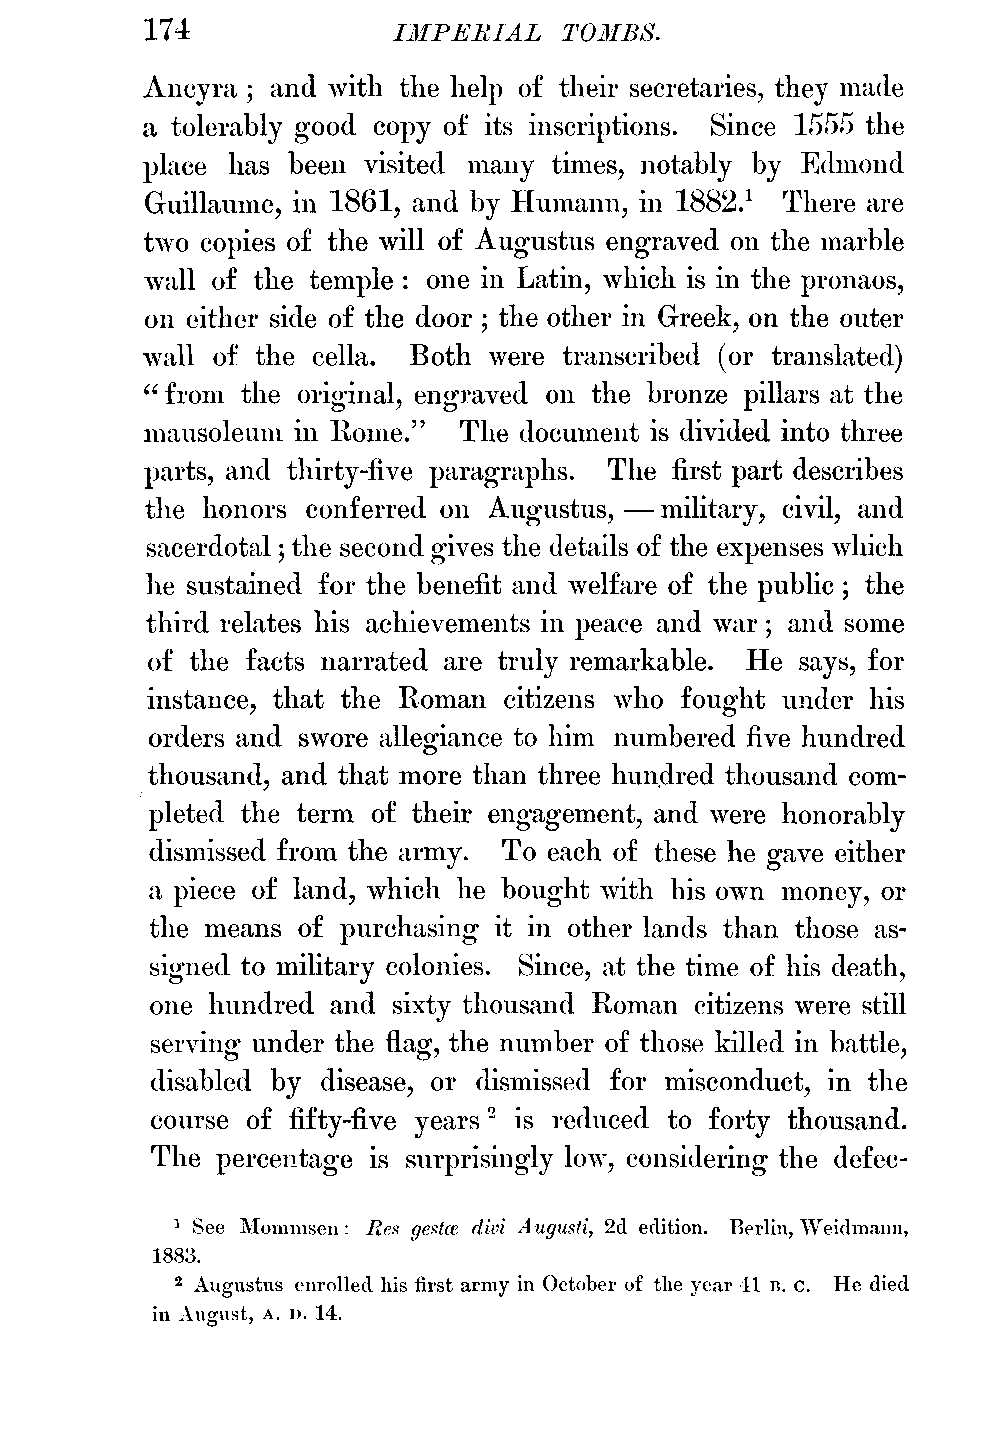 174 IMPERIAL TOMBS.
Ancyra ; and with the help of their secretaries, they made
a tolerably good copy of its inscriptions. Since 1555 the
place has been visited many times, notably by Edmond
Guillaume, in 1861, and by Humann, in 1882.¹ There are
two copies of the will of Augustus engraved on the marble
wall of the temple : one in Latin, which is in the pronaos,
on either side of the door ; the other in Greek, on the outer
wall of the cella. Both were transcribed (or translated)
“from the original, engraved on the bronze pillars at the
mausoleum in Rome.” The document is divided into three
parts, and thirty-five paragraphs. The first part describes
the honors conferred on Augustus, — military, civil, and
sacerdotal ; the second gives the details of the expenses which
he sustained for the benefit and welfare of the public ; the
third relates his achievements in peace and war ; and some
of the facts narrated are truly remarkable. He says, for
instance, that the Roman citizens who fought under his
orders and swore allegiance to him numbered five hundred
thousand, and that more than three hundred thousand com-
pleted the term of their engagement, and were honorably
dismissed from the army. To each of these he gave either
a piece of land, which he bought with his own money, or
the means of purchasing it in other lands than those as-
signed to military colonies. Since, at the time of his death,
one hundred and sixty thousand Roman citizens were still
serving under the flag, the number of those killed in battle,
disabled by disease, or dismissed for misconduct, in the
course of fifty-five years ² is reduced to forty thousand.
The percentage is surprisingly low, considering the defec-
¹ See Mommsen : Res gestæ divi Augusti, 2d edition. Berlin, Weidmann,
1883.
² Augustus enrolled his first army in October of the year 41 B. C. He died
in August, A. D. 14.